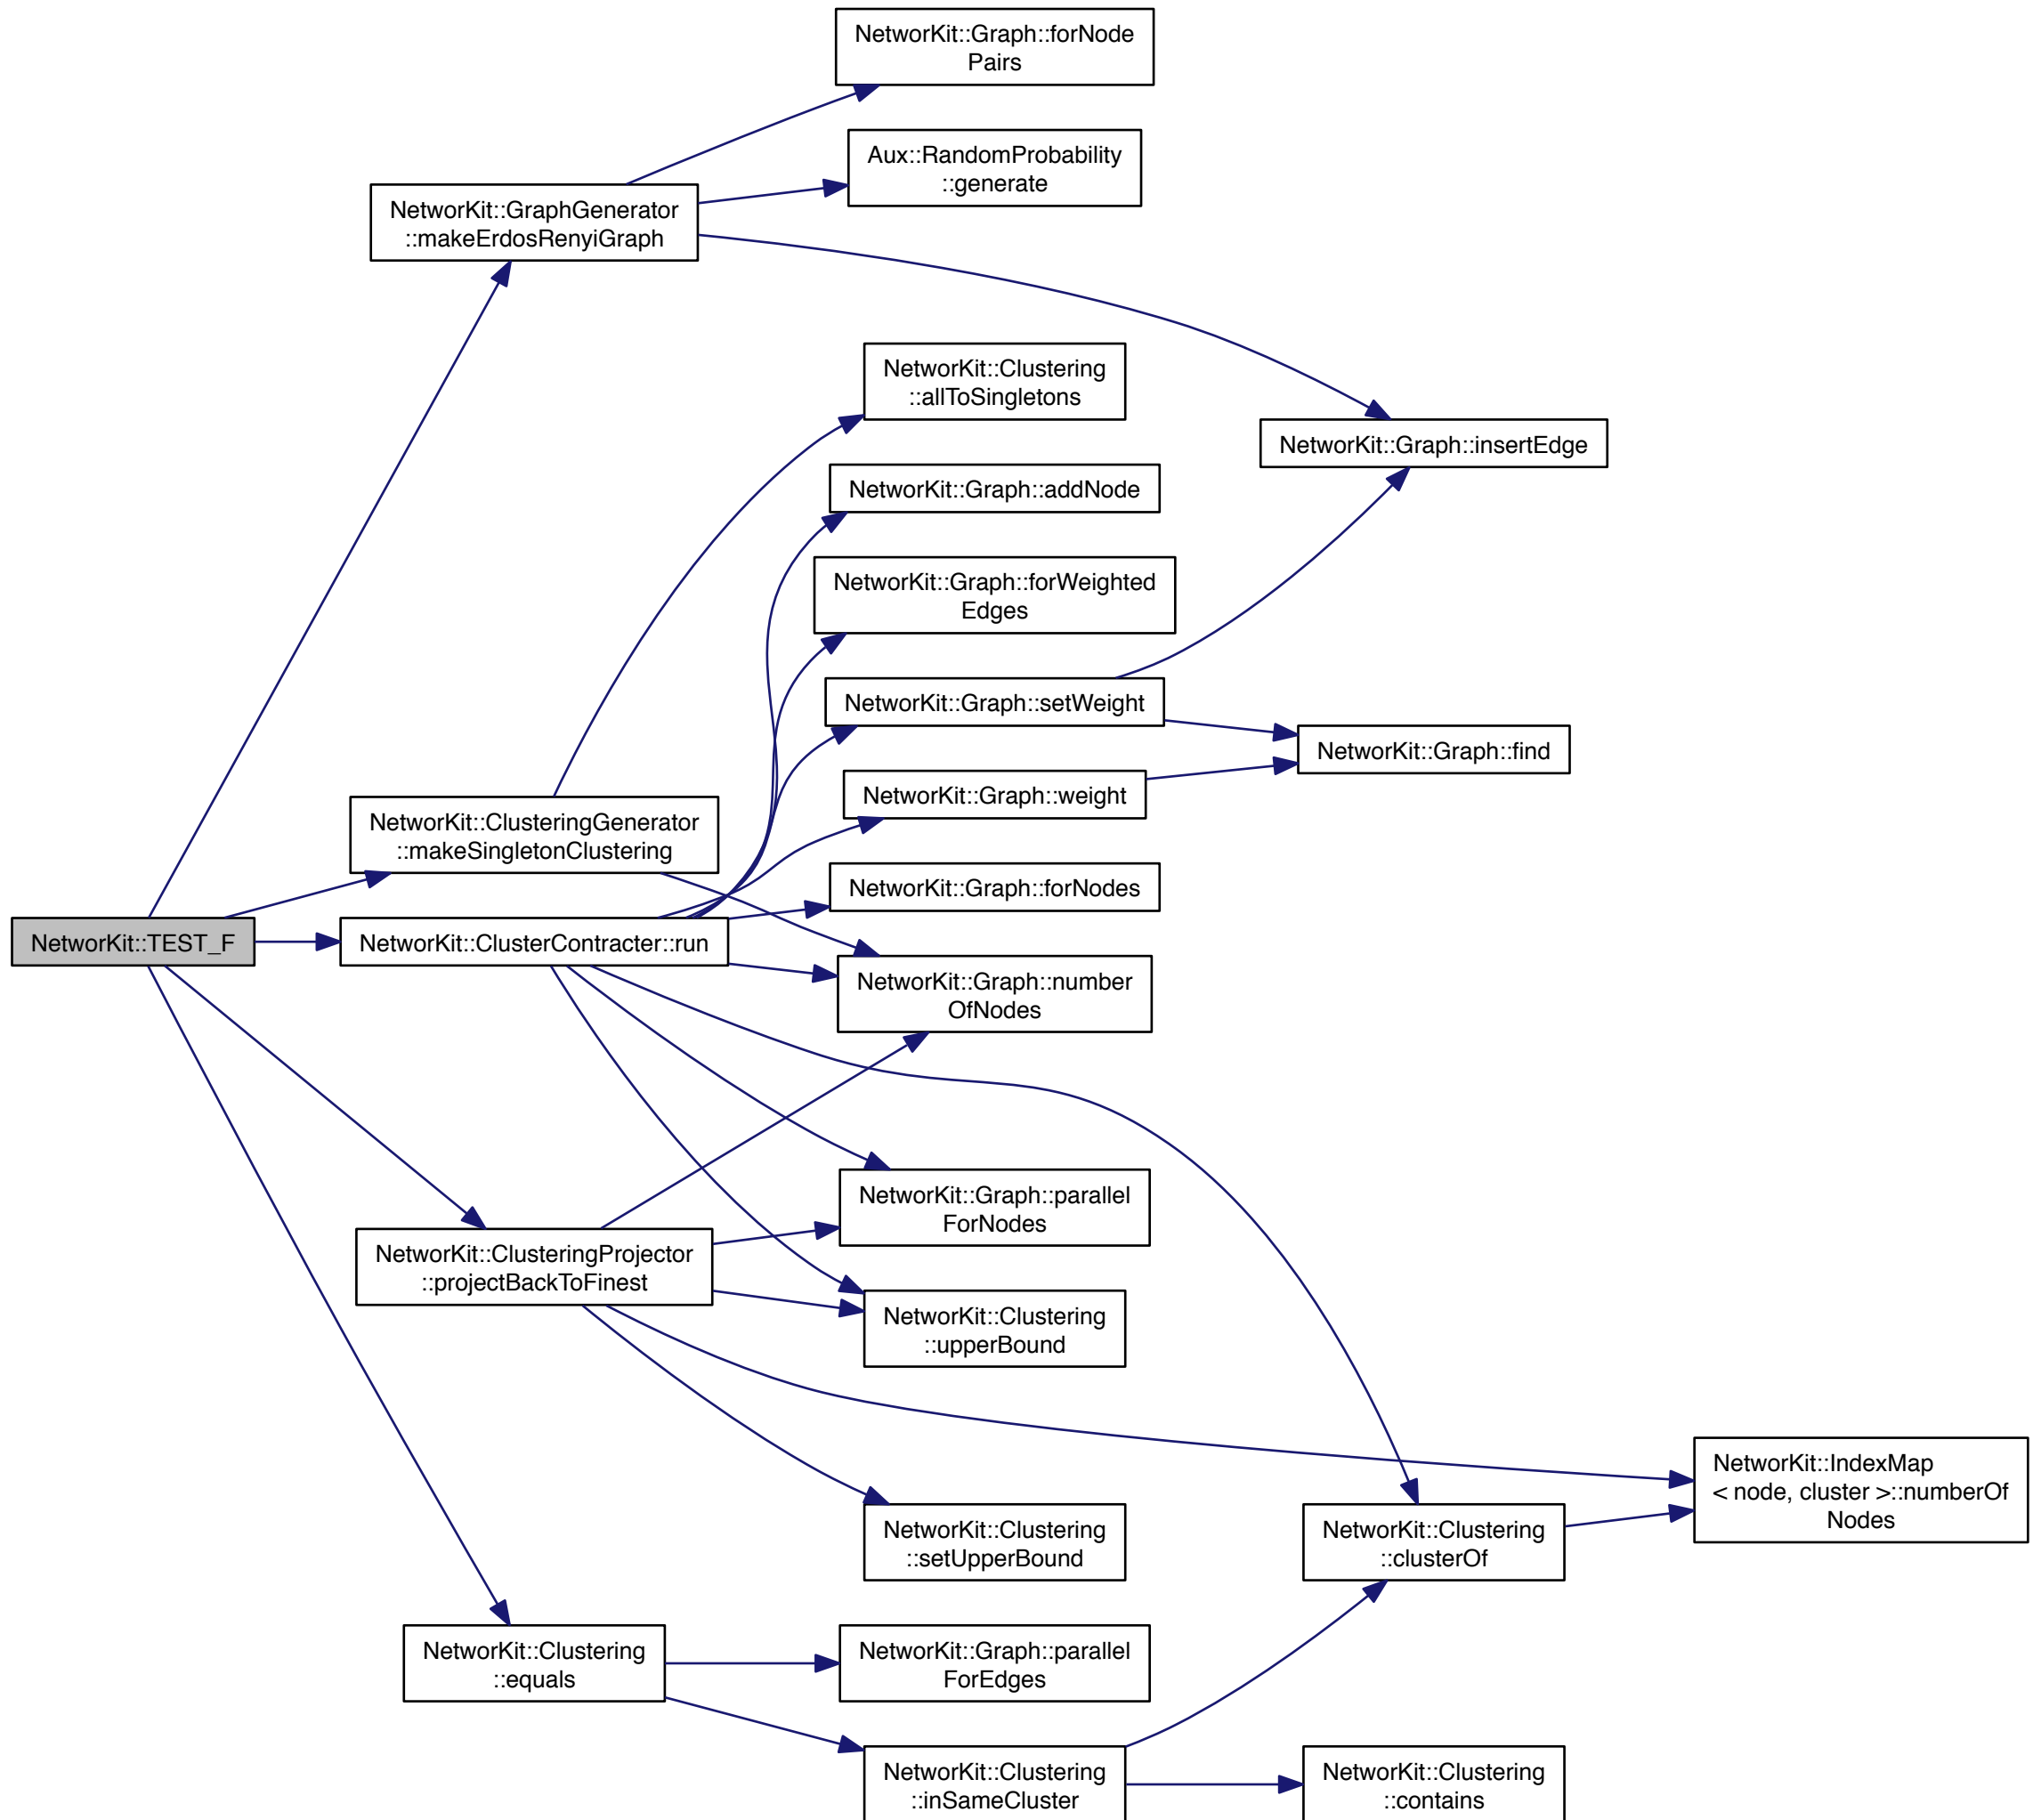 NetworKit::Graph::forNode
Pairs
Aux::RandomProbability
::generate
NetworKit::GraphGenerator
::makeErdosRenyiGraph
NetworKit::Clustering
::allToSingletons
NetworKit::Graph::insertEdge
NetworKit::Graph::addNode
NetworKit::Graph::forWeighted
Edges
NetworKit::Graph::setWeight
NetworKit::Graph::find
NetworKit::Graph::weight
NetworKit::ClusteringGenerator
::makeSingletonClustering
NetworKit::Graph::forNodes
NetworKit::TEST_F
NetworKit::ClusterContracter::run
NetworKit::Graph::number
OfNodes
NetworKit::Graph::parallel
ForNodes
NetworKit::ClusteringProjector
::projectBackToFinest
NetworKit::Clustering
::upperBound
NetworKit::IndexMap
< node, cluster >::numberOf
Nodes
NetworKit::Clustering
::setUpperBound
NetworKit::Clustering
::clusterOf
NetworKit::Clustering
::equals
NetworKit::Graph::parallel
ForEdges
NetworKit::Clustering
::inSameCluster
NetworKit::Clustering
::contains